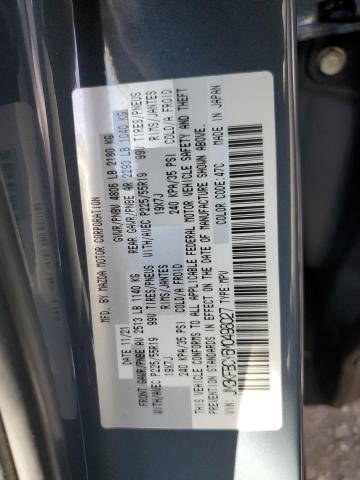 MFD. BY MAZDA MOTOR CORPORATION
DATE 11/21 GVWR/PNBV 4806 LB 2180 KG
FRONT GAWR/PNBE AV 2513 LB 1140 KG REAR GAWR/PNBE AR 2293 LB 1040 KG
WITH/AVEC P225/55R19 99V TIRES/PNEUS WITH/AVEC P225/55R19 99V TIRES/PNEUS
19X7J RIMS/JANTES 19X7J RIMS/JANTES
240 KPA/35 PSI COLD/A FROID 240 KPA/35 PSI COLD/A FROID
THIS VEHICLE CONFORMS TO ALL APPLICABLE FEDERAL MOTOR VEHICLE SAFETY AND THEFT
PREVENTION STANDARDS IN EFFECT ON THE DATE OF MANUFACTURE SHOWN ABOVE.
VIN: TYPE:MPV COLOR CODE:47C MADE IN JAPAN